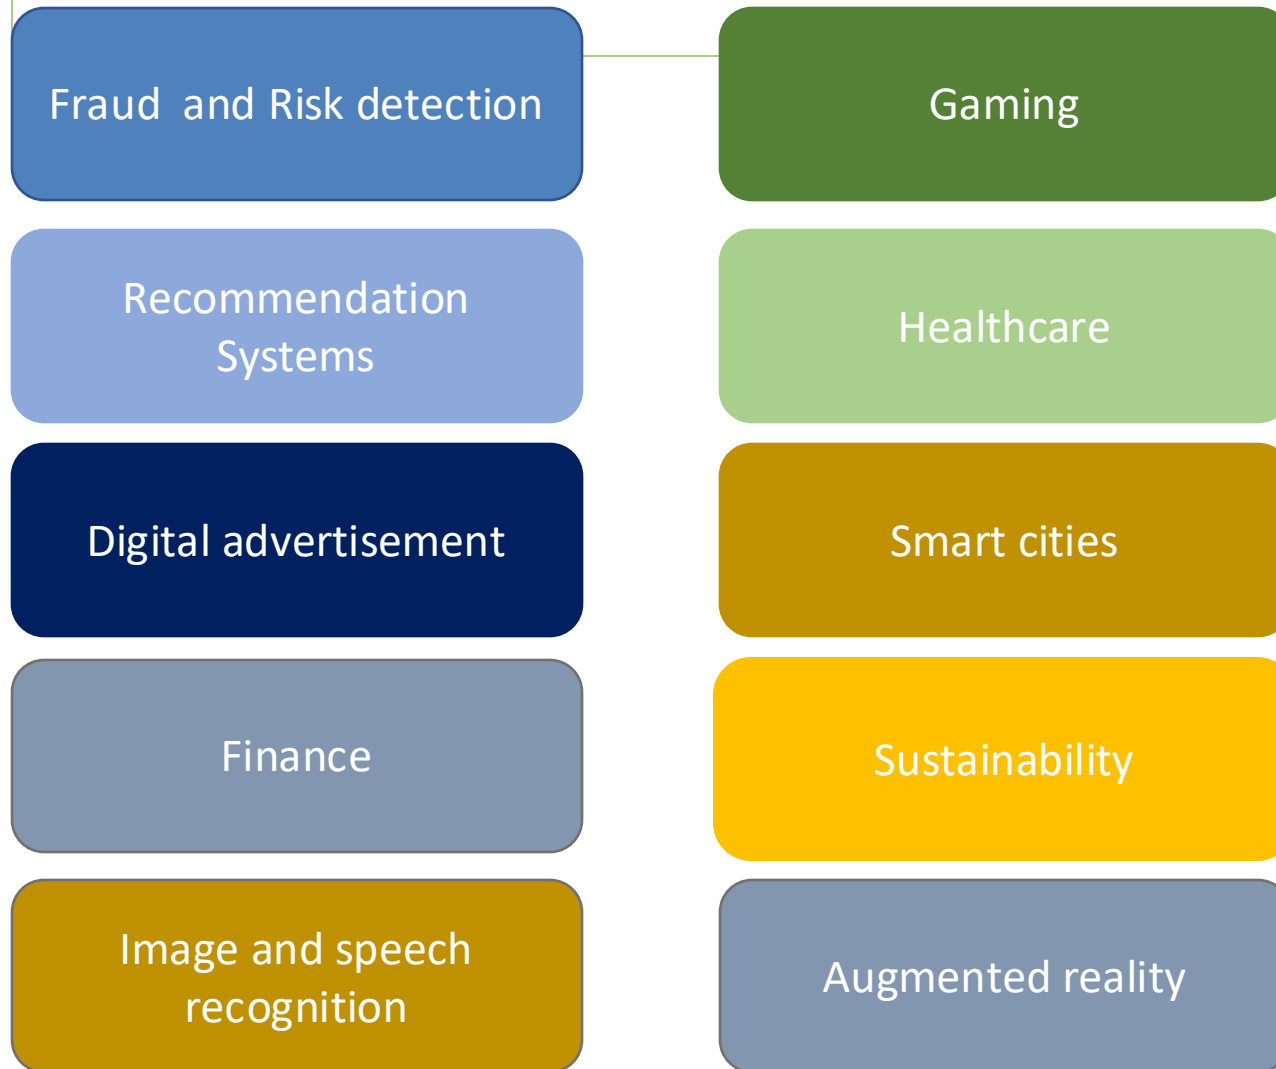 Fraud  and Risk detection
Gaming
Recommendation
Systems
Healthcare
Digital advertisement
Smart cities
Finance
Sustainability
Image and speech
recognition
Augmented reality